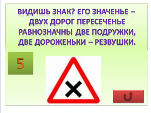 ВИДИШЬ ЗНАК? ЕГО ЗНАЧЕНЬЕ –
ДВУХ ДОРОГ ПЕРЕСЕЧЕНЬЕ
РАВНОЗНАЧНЫ ДВЕ ПОДРУЖКИ,
ДВЕ ДОРОЖЕНЬКИ – РЕЗВУШКИ.
5